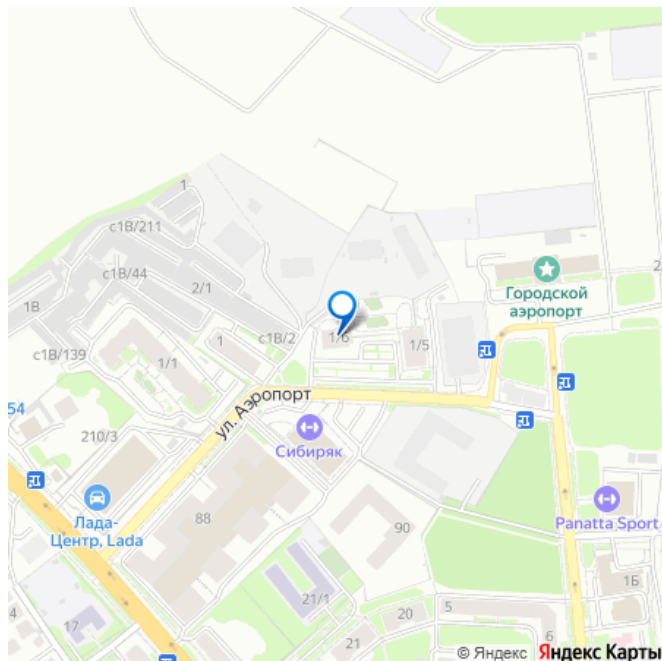 1
с1В/211
с1В/44
2/1
1В
с1В/139
1/1
1
с1В/2
1/6
1/5
Городской
аэропорт
2
54
ул. Аэропорт
210/3
Сибиряк
Лада-
Центр, Lada
88
90
Panatta Sport
1Б
4
17
21/1
20
21
5
6
© Яндекс Яндекс Карты